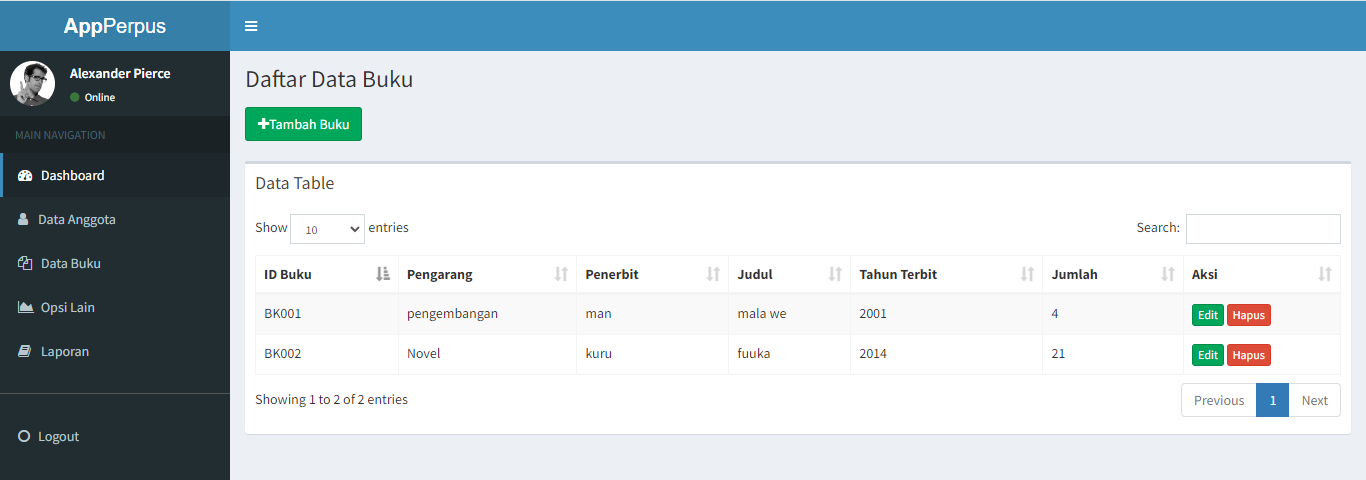 AppPerpus
Alexander Pierce
Online
MAIN NAVIGATION
Dashboard
Data Anggota
Data Buku
Opsi Lain
Laporan
Logout
Daftar Data Buku
+Tambah Buku
Data Table
Show 10 entries Search:
ID Buku Pengarang Penerbit Judul Tahun Terbit Jumlah Aksi
BK001 pengembangan man mala we 2001 4 Edit Hapus
BK002 Novel kuru fuuka 2014 21 Edit Hapus
Showing 1 to 2 of 2 entries Previous 1 Next